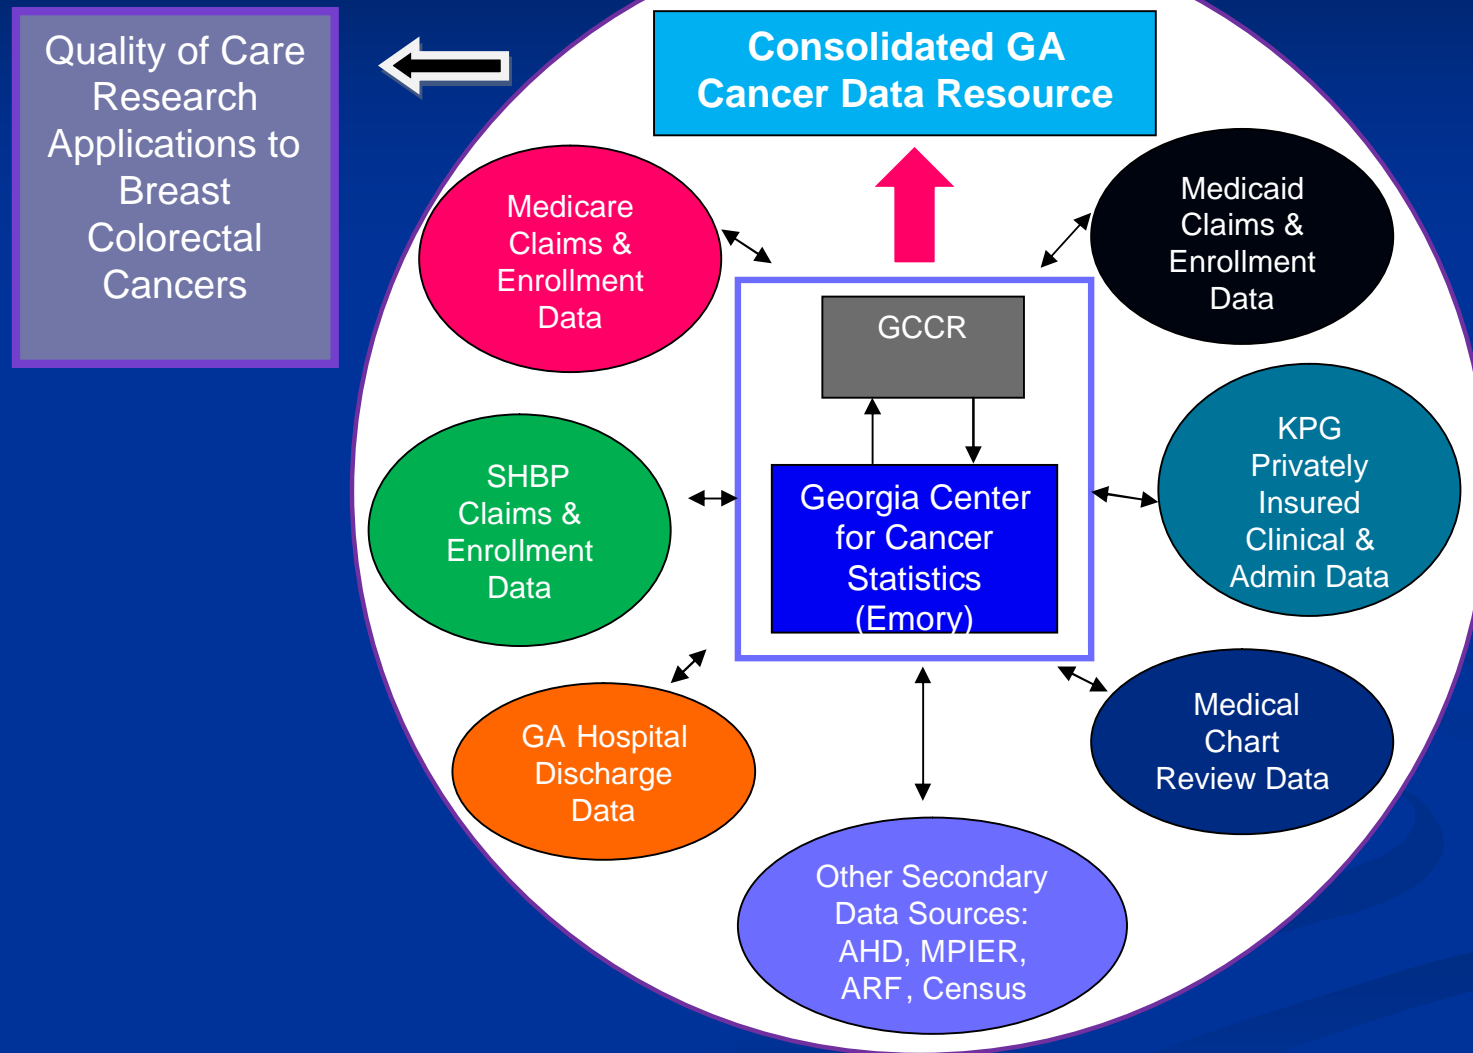 Quality of Care
Research
Applications to
Breast
Colorectal
Cancers
Consolidated GA
Cancer Data Resource
Medicare
Claims &
Enrollment
Data
Medicaid
Claims &
Enrollment
Data
GCCR
SHBP
Claims &
Enrollment
Data
Georgia Center
for Cancer
Statistics
(Emory)
KPG
Privately
Insured
Clinical &
Admin Data
GA Hospital
Discharge
Data
Medical
Chart
Review Data
Other Secondary
Data Sources:
AHD, MPIER,
ARF, Census